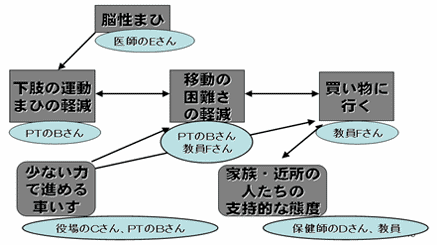 脳性まひ
医師のEさん
下肢の運動
まひの軽減
PTのBさん
移動の
困難さ
の軽減
PTのBさん
教員Fさん
買い物に
行く
教員Fさん
少ない力
で進める
車いす
役場のCさん、PTのBさん
家族・近所の
人たちの
支持的な態度
保健師のDさん、教員